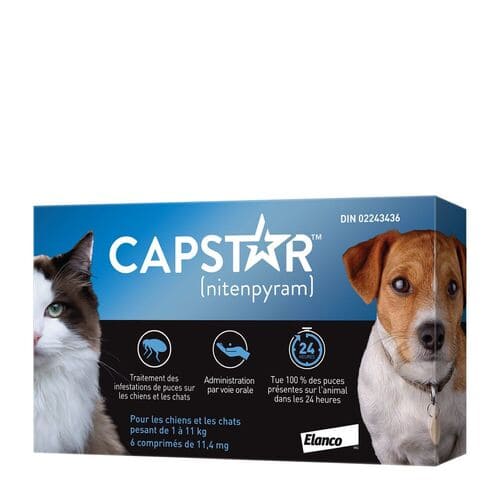 DIN 02243436
CAPSTAR™
(nitenpyram)
24
HEURES
Traitement des
infestations de puces sur
les chiens et les chats
Administration
par voie orale
Tue 100 % des puces
présentes sur l'animal
dans les 24 heures
Pour les chiens et les chats
pesant de 1 à 11 kg
6 comprimés de 11,4 mg
Elanco